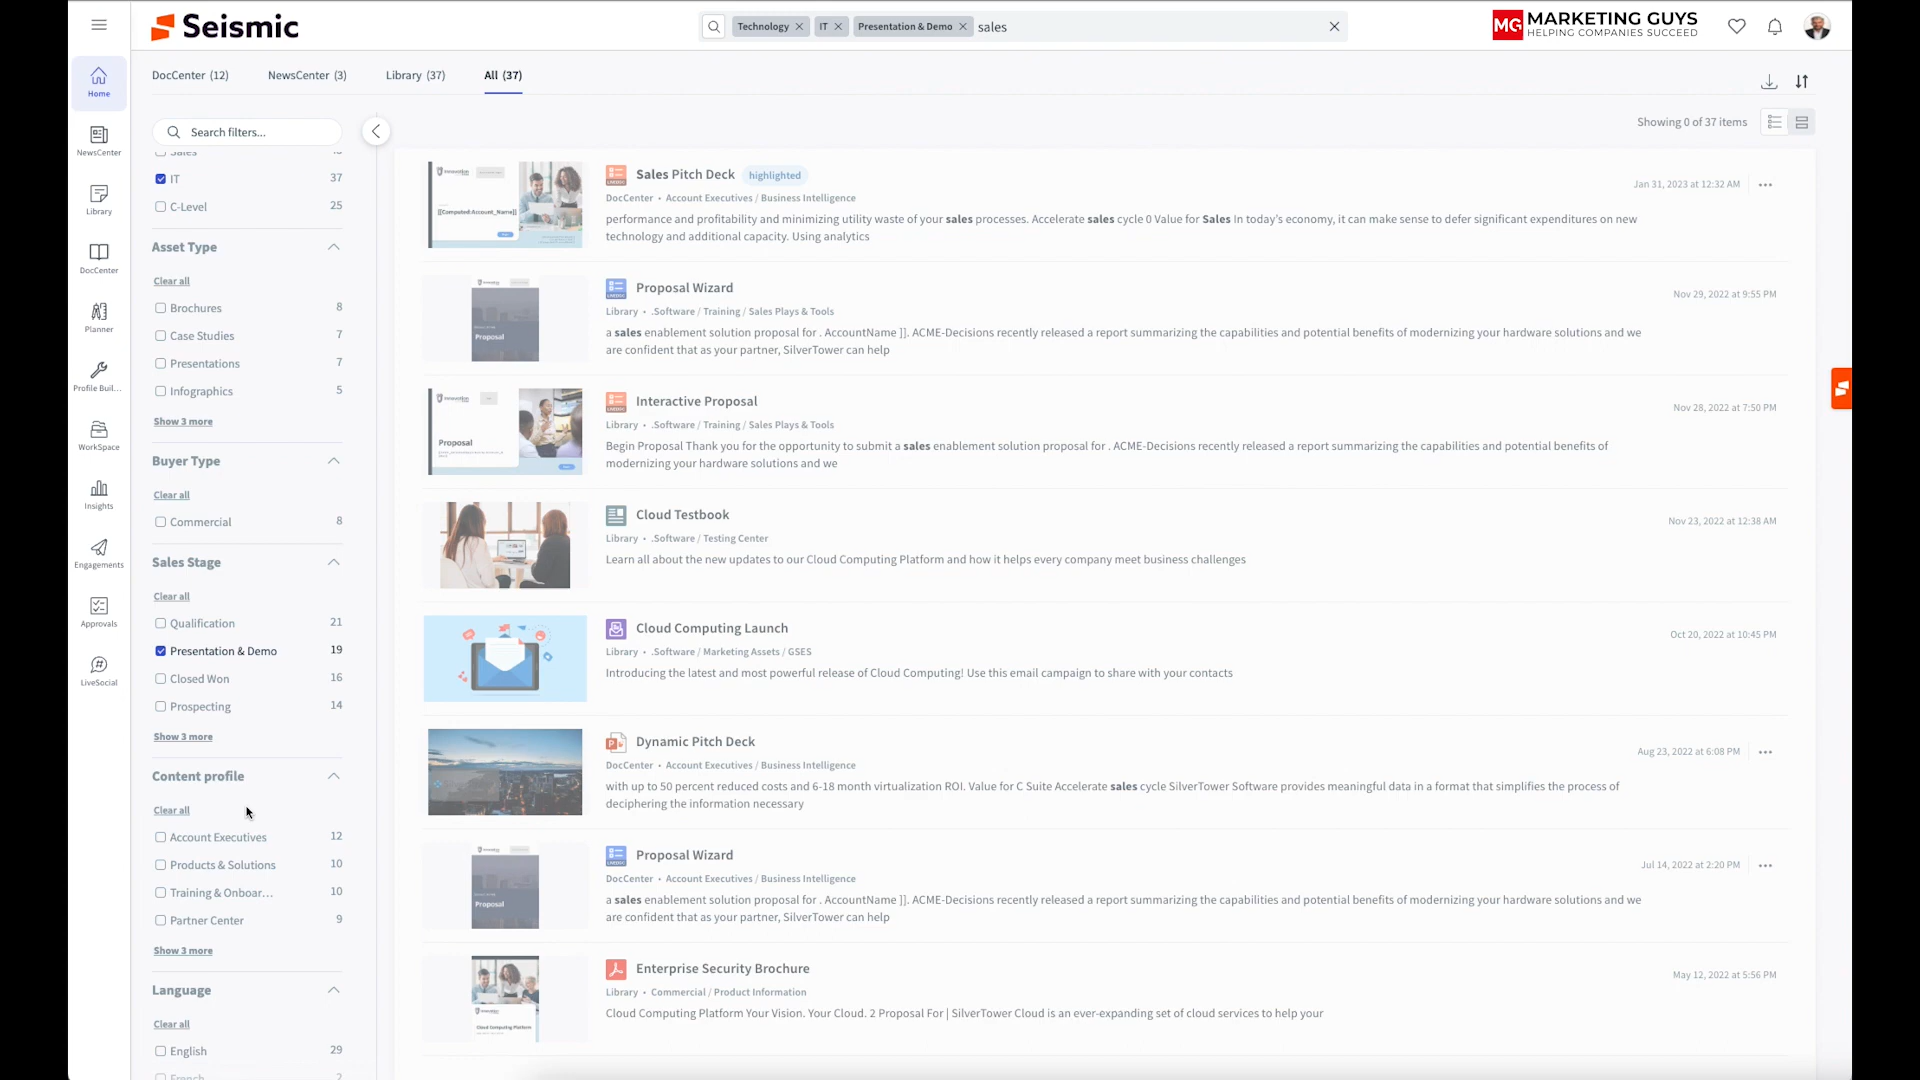 Seismic
Technology
IT
Presentation & Demo
sales
MG MARKETING GUYS
HELPING COMPANIES SUCCEED
DocCenter (12)
NewsCenter (3)
Library (37)
All (37)
Home
NewsCenter
Library
DocCenter
Planner
Profile Buil...
WorkSpace
Insights
Engagements
Approvals
LiveSocial
Search filters...
Showing 0 of 37 items
Sales
IT 37
C-Level 25
Asset Type
Clear all
Brochures 8
Case Studies 7
Presentations 7
Infographics 5
Show 3 more
Buyer Type
Clear all
Commercial 8
Sales Stage
Clear all
Qualification 21
Presentation & Demo 19
Closed Won 16
Prospecting 14
Show 3 more
Content profile
Clear all
Account Executives 12
Products & Solutions 10
Training & Onboar... 10
Partner Center 9
Show 3 more
Language
Clear all
English 29
French 2
[[Computed:Account_Name]]
Sales Pitch Deck highlighted
Jan 31, 2023 at 12:32 AM
DocCenter • Account Executives / Business Intelligence
performance and profitability and minimizing utility waste of your sales processes. Accelerate sales cycle 0 Value for Sales In today's economy, it can make sense to defer significant expenditures on new
technology and additional capacity. Using analytics
Proposal
Proposal Wizard
Nov 29, 2022 at 9:55 PM
Library • .Software / Training / Sales Plays & Tools
a sales enablement solution proposal for . AccountName ]]. ACME-Decisions recently released a report summarizing the capabilities and potential benefits of modernizing your hardware solutions and we
are confident that as your partner, SilverTower can help
Proposal
Interactive Proposal
Nov 28, 2022 at 7:50 PM
Library • .Software / Training / Sales Plays & Tools
Begin Proposal Thank you for the opportunity to submit a sales enablement solution proposal for . ACME-Decisions recently released a report summarizing the capabilities and potential benefits of
modernizing your hardware solutions and we
Cloud Testbook
Nov 23, 2022 at 12:38 AM
Library • .Software / Testing Center
Learn all about the new updates to our Cloud Computing Platform and how it helps every company meet business challenges
Cloud Computing Launch
Oct 20, 2022 at 10:45 PM
Library • .Software / Marketing Assets / GSES
Introducing the latest and most powerful release of Cloud Computing! Use this email campaign to share with your contacts
Dynamic Pitch Deck
Aug 23, 2022 at 6:08 PM
DocCenter • Account Executives / Business Intelligence
with up to 50 percent reduced costs and 6-18 month virtualization ROI. Value for C Suite Accelerate sales cycle SilverTower Software provides meaningful data in a format that simplifies the process of
deciphering the information necessary
Proposal
Proposal Wizard
Jul 14, 2022 at 2:20 PM
DocCenter • Account Executives / Business Intelligence
a sales enablement solution proposal for . AccountName ]]. ACME-Decisions recently released a report summarizing the capabilities and potential benefits of modernizing your hardware solutions and we
are confident that as your partner, SilverTower can help
Cloud Computing Platform
Enterprise Security Brochure
May 12, 2022 at 5:56 PM
Library • Commercial / Product Information
Cloud Computing Platform Your Vision. Your Cloud. 2 Proposal For | SilverTower Cloud is an ever-expanding set of cloud services to help your